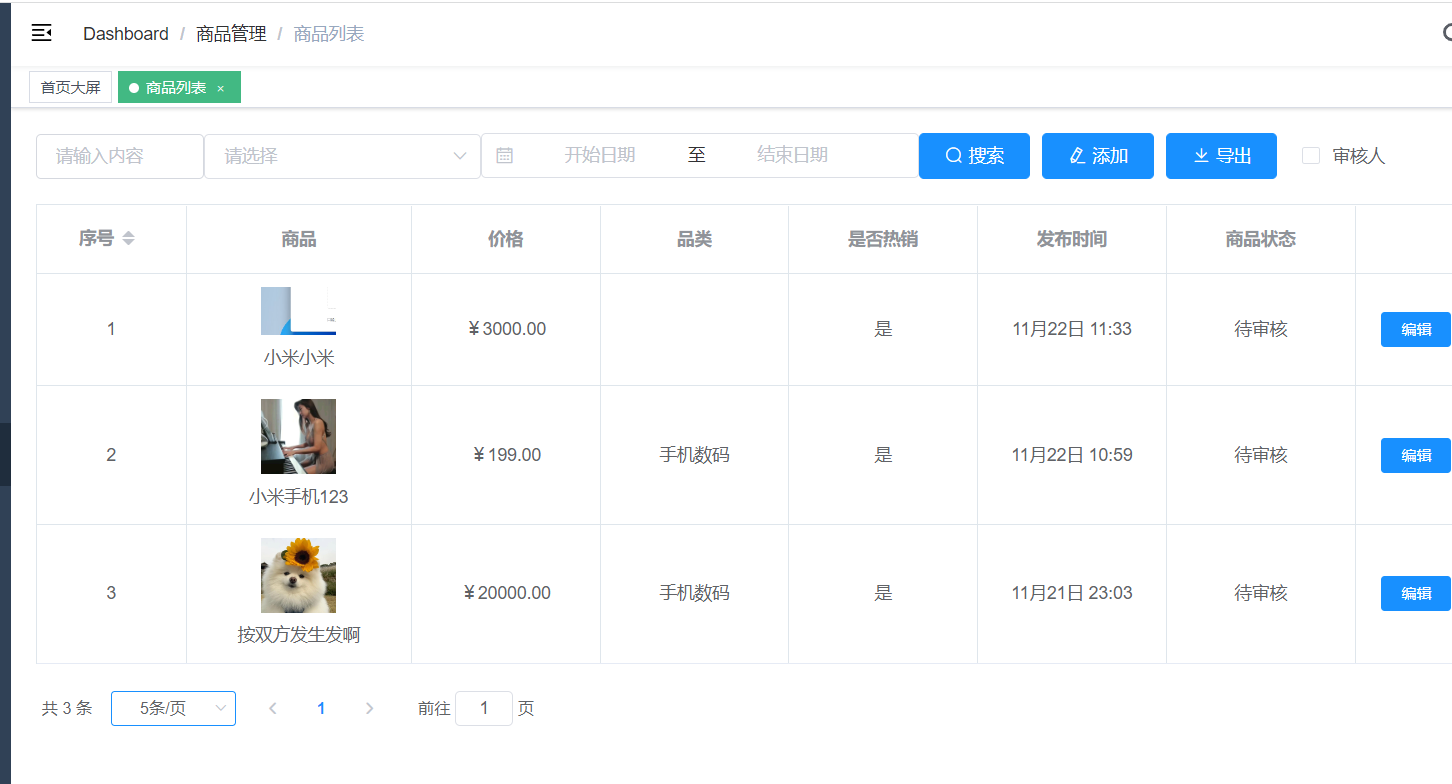 Dashboard / 商品管理 / 商品列表
首页大屏 商品列表 ×
请输入内容 请选择 开始日期 至 结束日期 搜索 添加 导出 审核人
序号 商品 价格 品类 是否热销 发布时间 商品状态
1 小米小米 ￥3000.00 是 11月22日 11:33 待审核 编辑
2 小米手机123 ￥199.00 手机数码 是 11月22日 10:59 待审核 编辑
3 按双方发生发啊 ￥20000.00 手机数码 是 11月21日 23:03 待审核 编辑
共 3 条 5条/页 1 前往 1 页